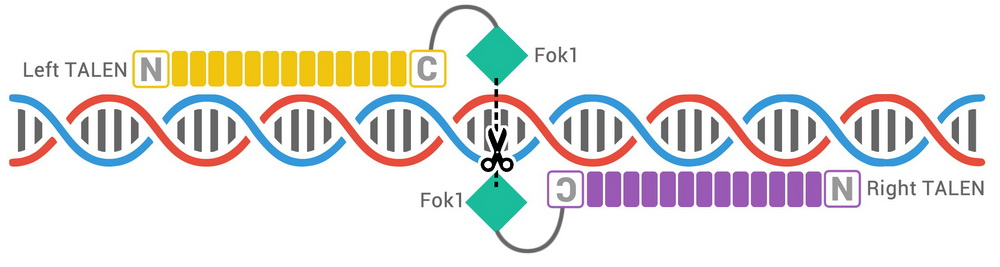 Fok1
Left TALEN N C
Fok1 C N Right TALEN